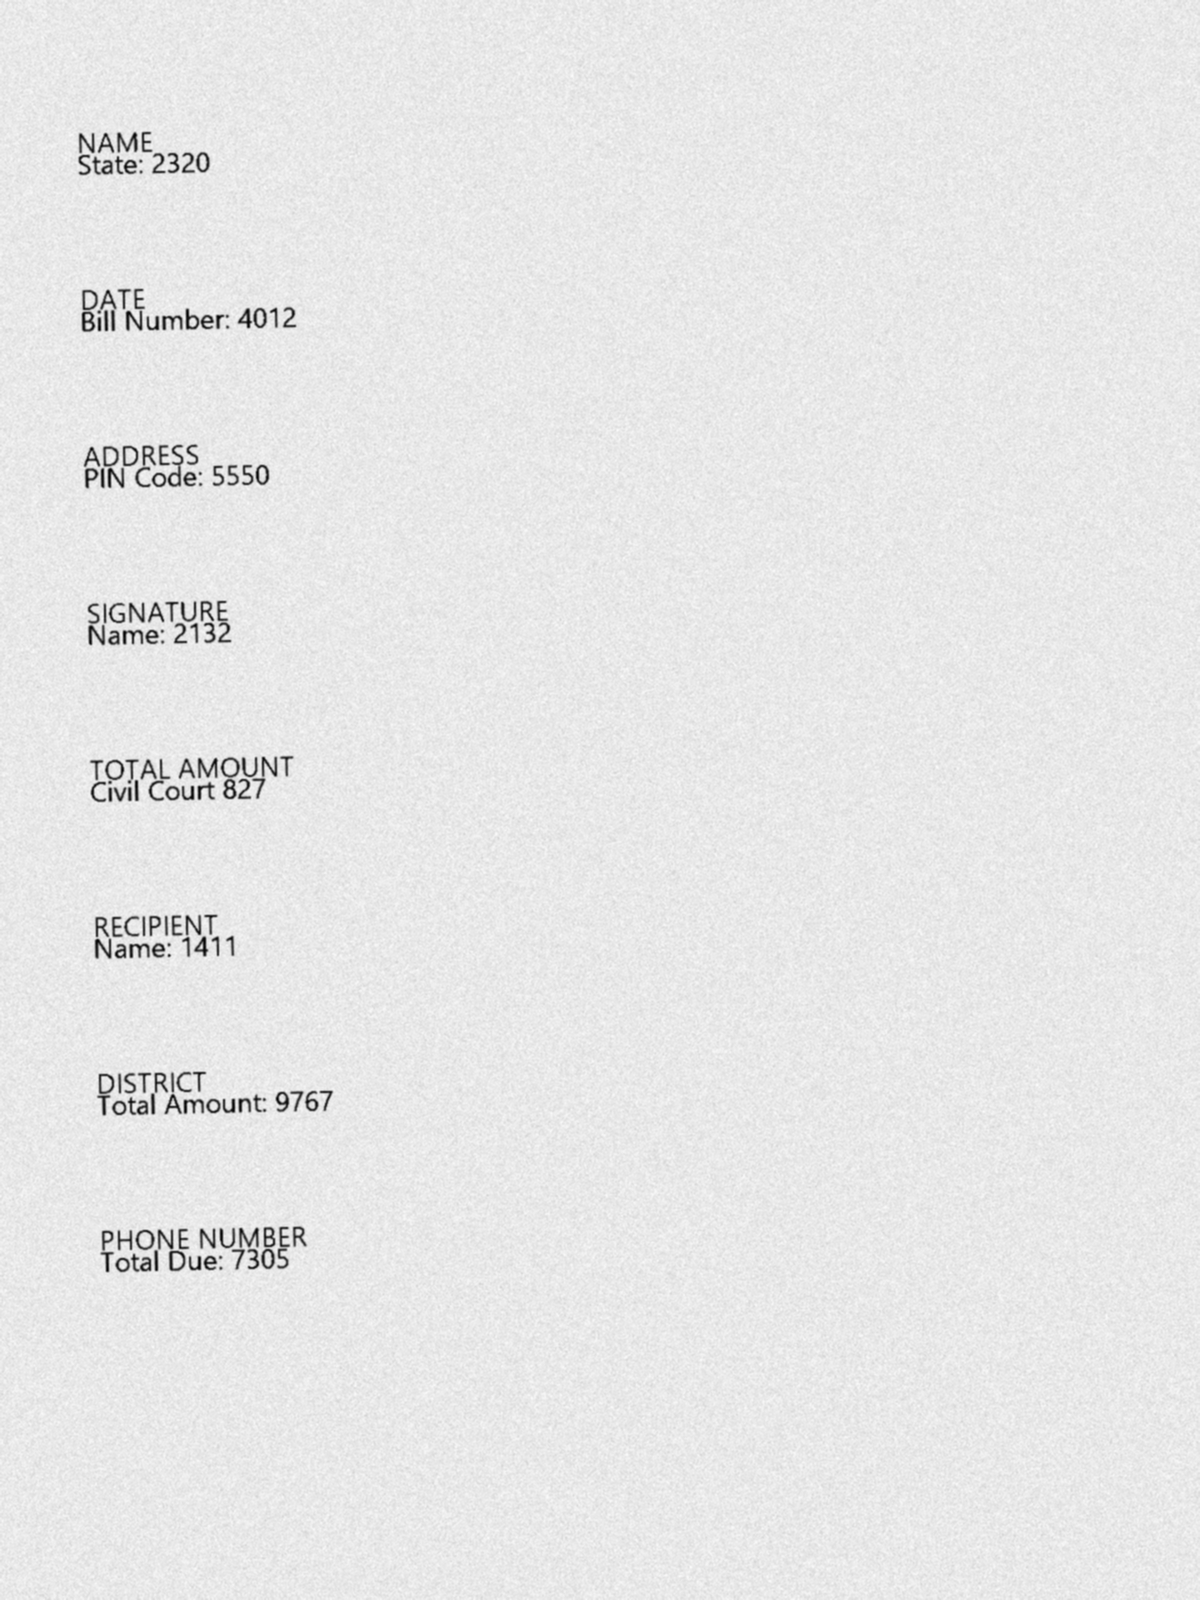 NAME
State: 2320
DATE
Bill Number: 4012
ADDRESS
PIN Code: 5550
SIGNATURE
Name: 2132
TOTAL AMOUNT
Civil Court 827
RECIPIENT
Name: 1411
DISTRICT
Total Amount: 9767
PHONE NUMBER
Total Due: 7305